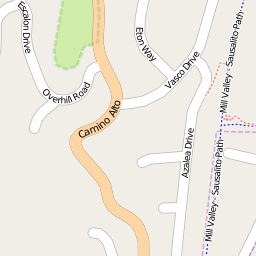 Escalon Drive
Eton Way
Mill Valley - Sausalito Path
Vasco Drive
Overhill Road
Camino Alto
Azalea Drive
Mill Valley - Sausalito Path